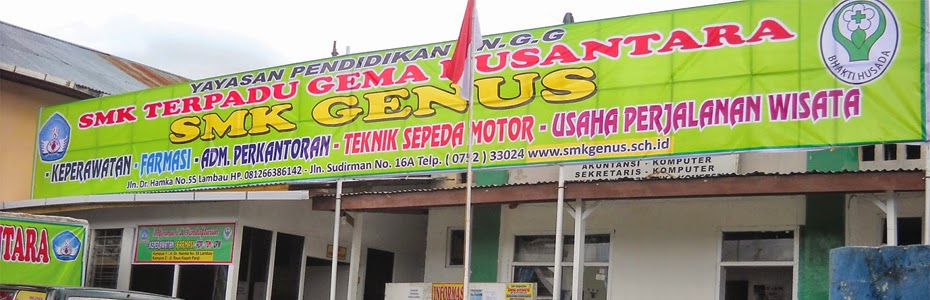 YAYASAN PENDIDIKAN N.G.G
SMK TERPADU GEMA NUSANTARA
SMK GENUS
- KEPERAWATAN - FARMASI - ADM. PERKANTORAN - TEKNIK SEPEDA MOTOR - USAHA PERJALANAN WISATA
Jln. Dr. Hamka No.55 Lambau HP. 081266386142 - Jln. Sudirman No. 16A Telp. ( 0752 ) 33024 www.smkgenus.sch.id
BHAKTI HUSADA
AKUNTANSI - KOMPUTER
SEKRETARIS - KOMPUTER
NTARA
INFORMAS